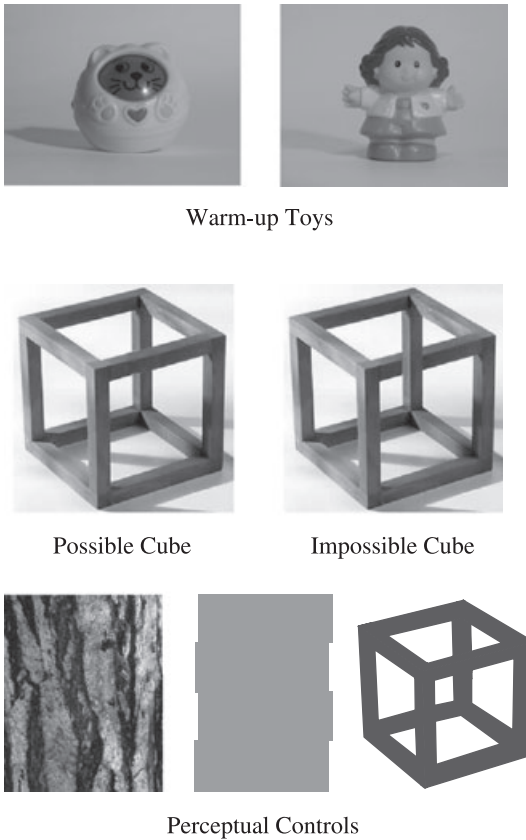 Warm-up Toys
Possible Cube
Impossible Cube
Perceptual Controls